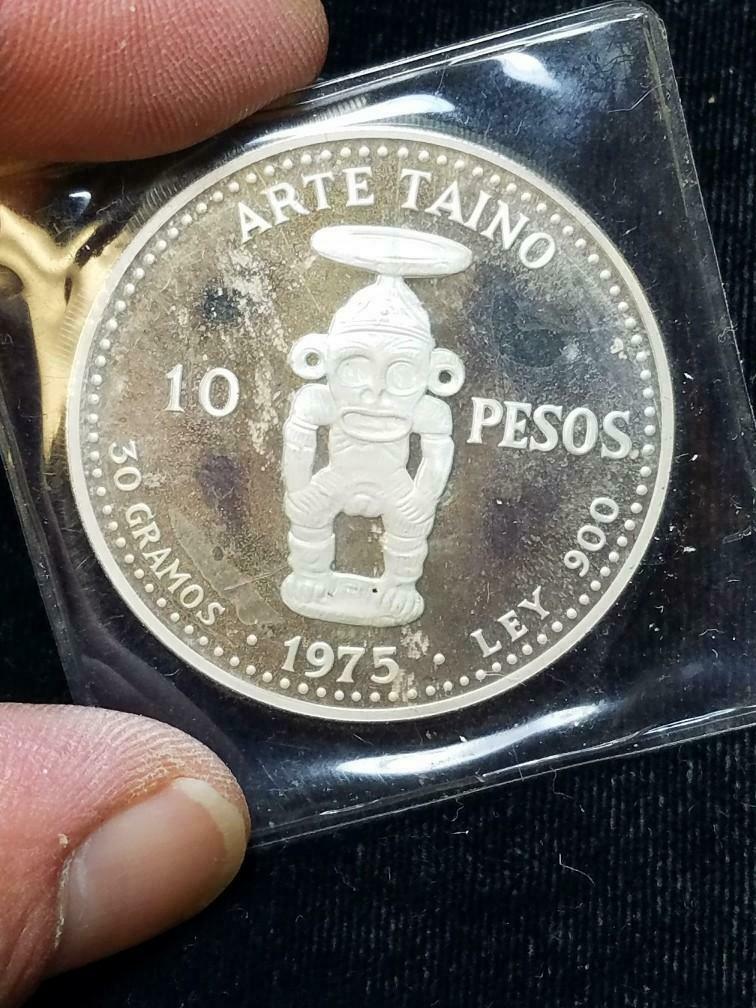 ARTE TAINO
10 PESOS
30 GRAMOS · 1975 · LEY 900